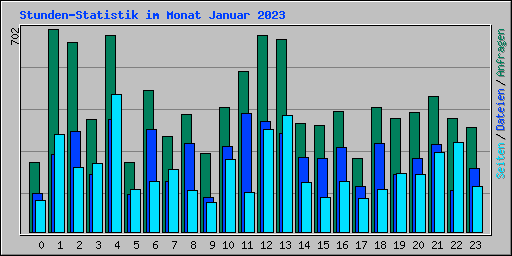 Stunden-Statistik im Monat Januar 2023
702
Seiten / Dateien / Anfragen
0 1 2 3 4 5 6 7 8 9 10 11 12 13 14 15 16 17 18 19 20 21 22 23